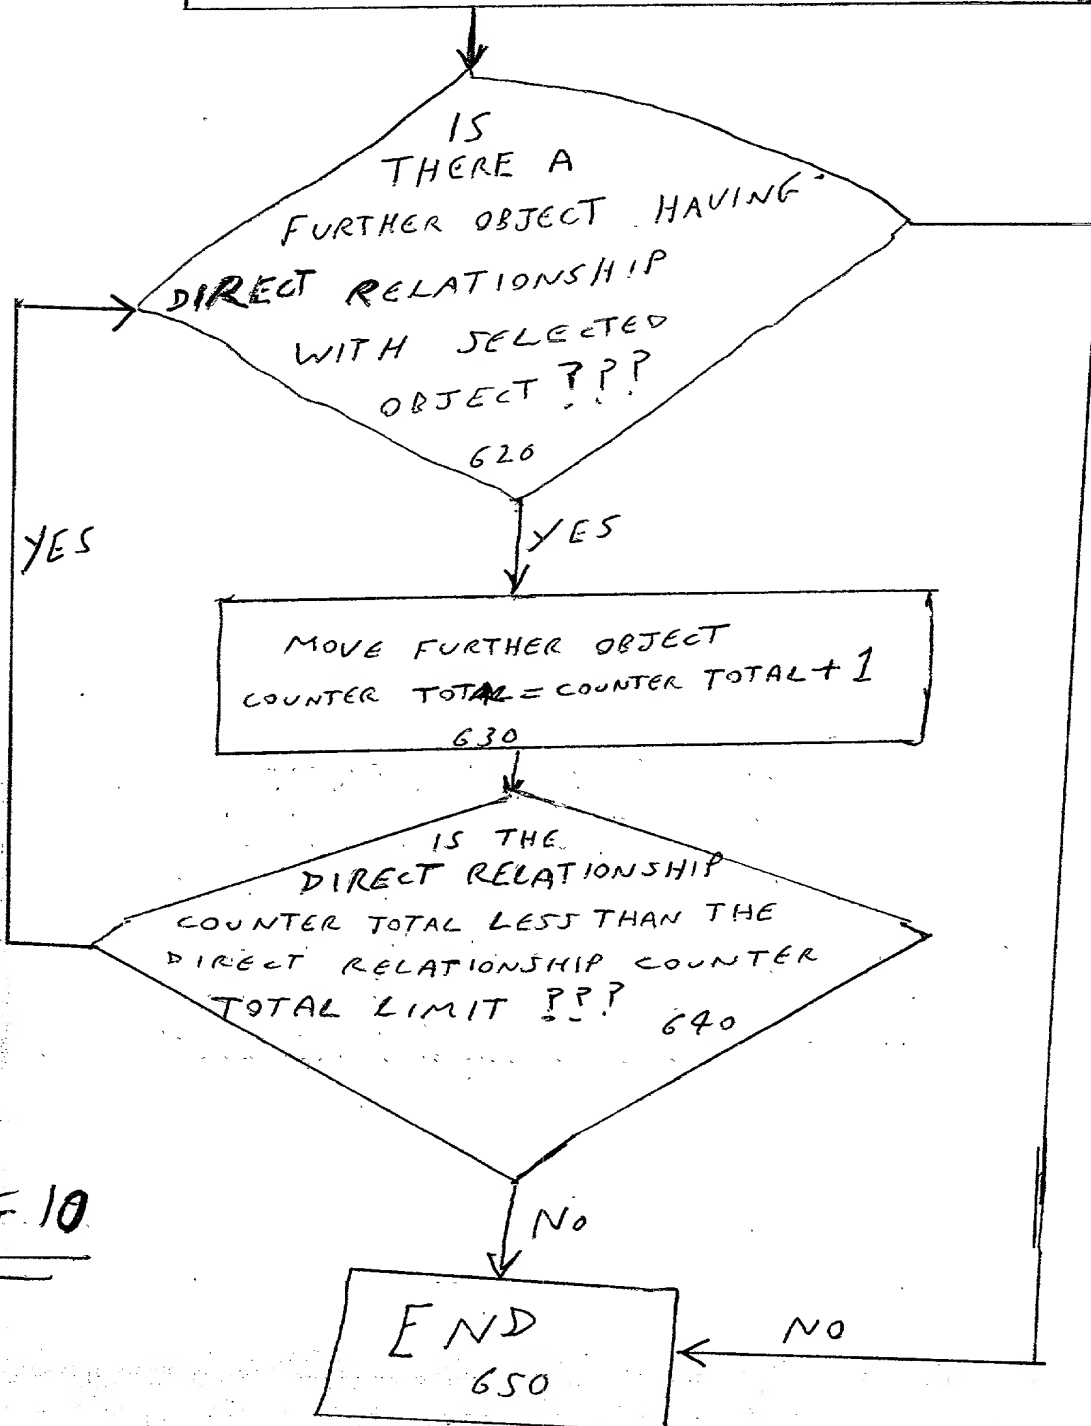 IS
THERE A
FURTHER OBJECT HAVING
DIRECT RELATIONSHIP
WITH SELECTED
OBJECT ???
620
YES
YES
MOVE FURTHER OBJECT
COUNTER TOTAL = COUNTER TOTAL + 1
630
IS THE
DIRECT RELATIONSHIP
COUNTER TOTAL LESS THAN THE
DIRECT RELATIONSHIP COUNTER
TOTAL LIMIT ???
640
10
NO
END
650
NO